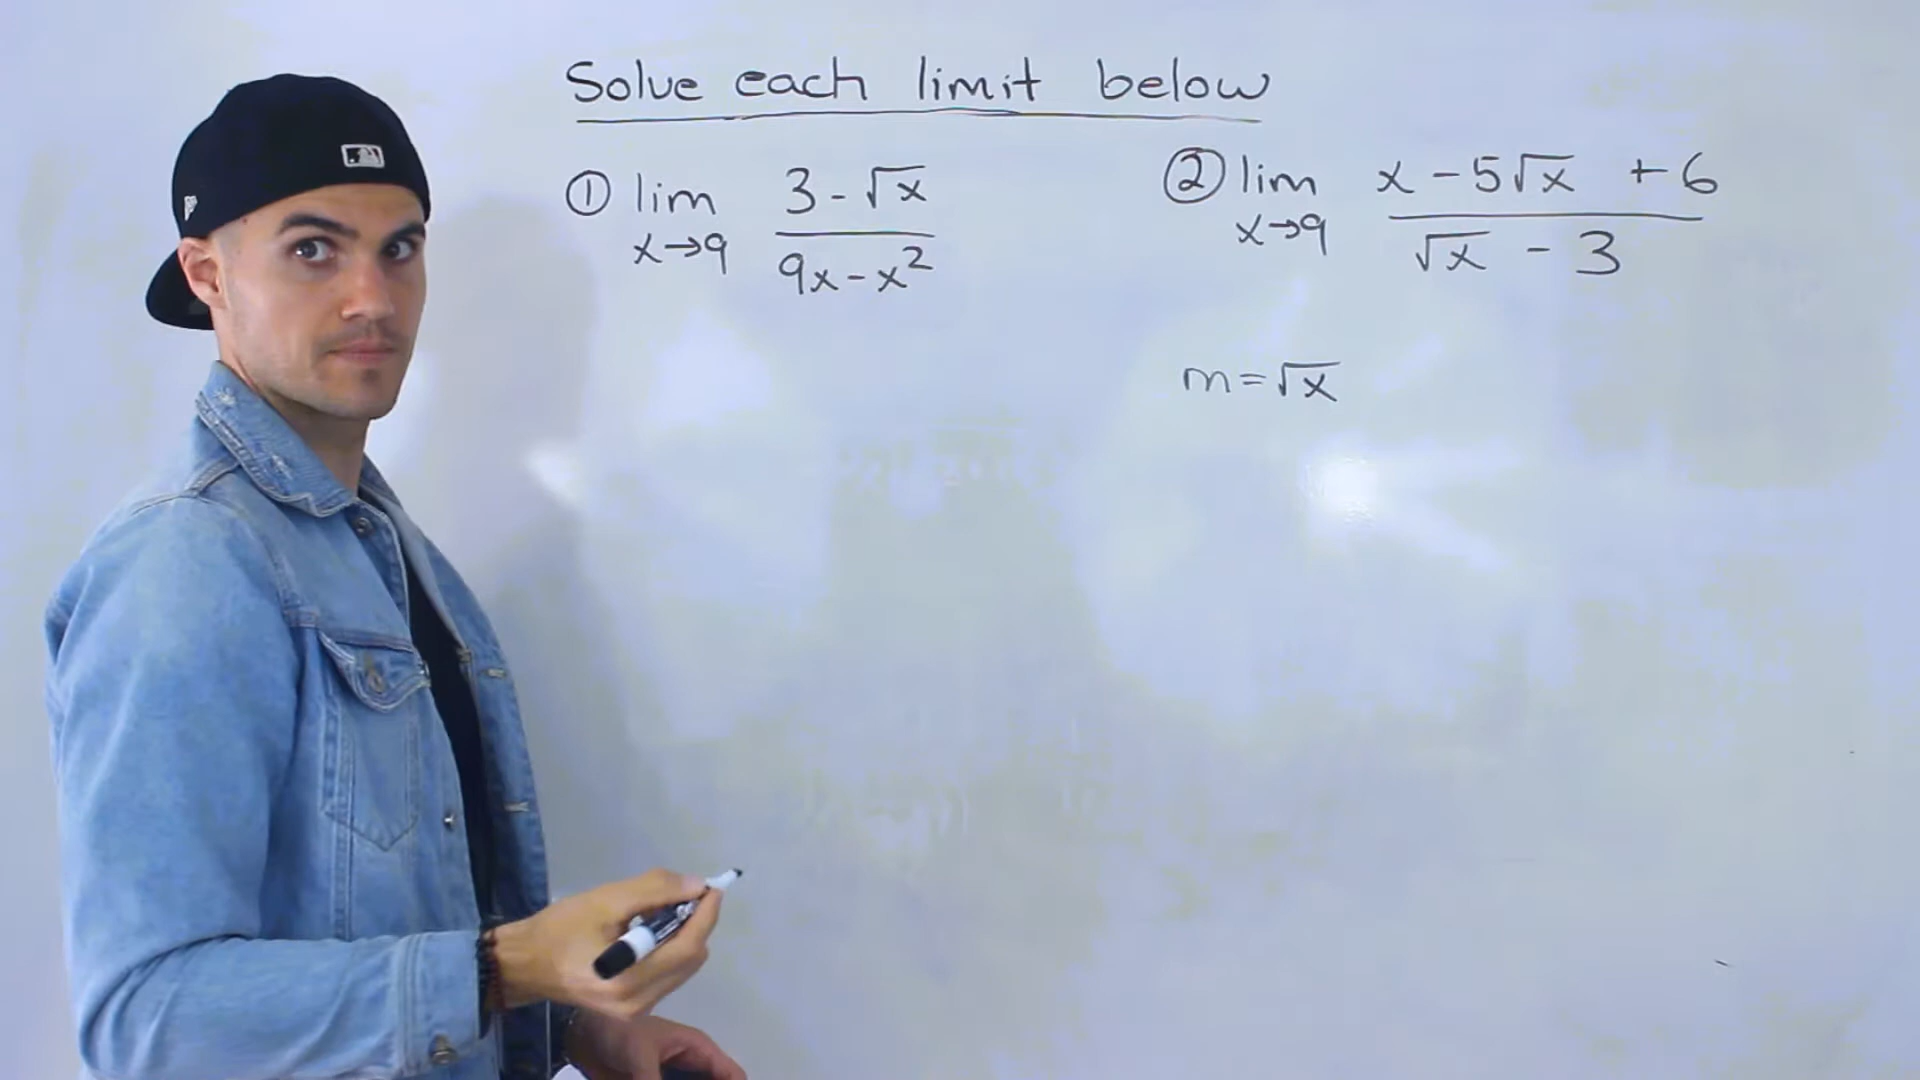 Solve each limit below
① lim x→9 (3 - √x) / (9x - x²)
② lim x→9 (x - 5√x + 6) / (√x - 3)
m = √x